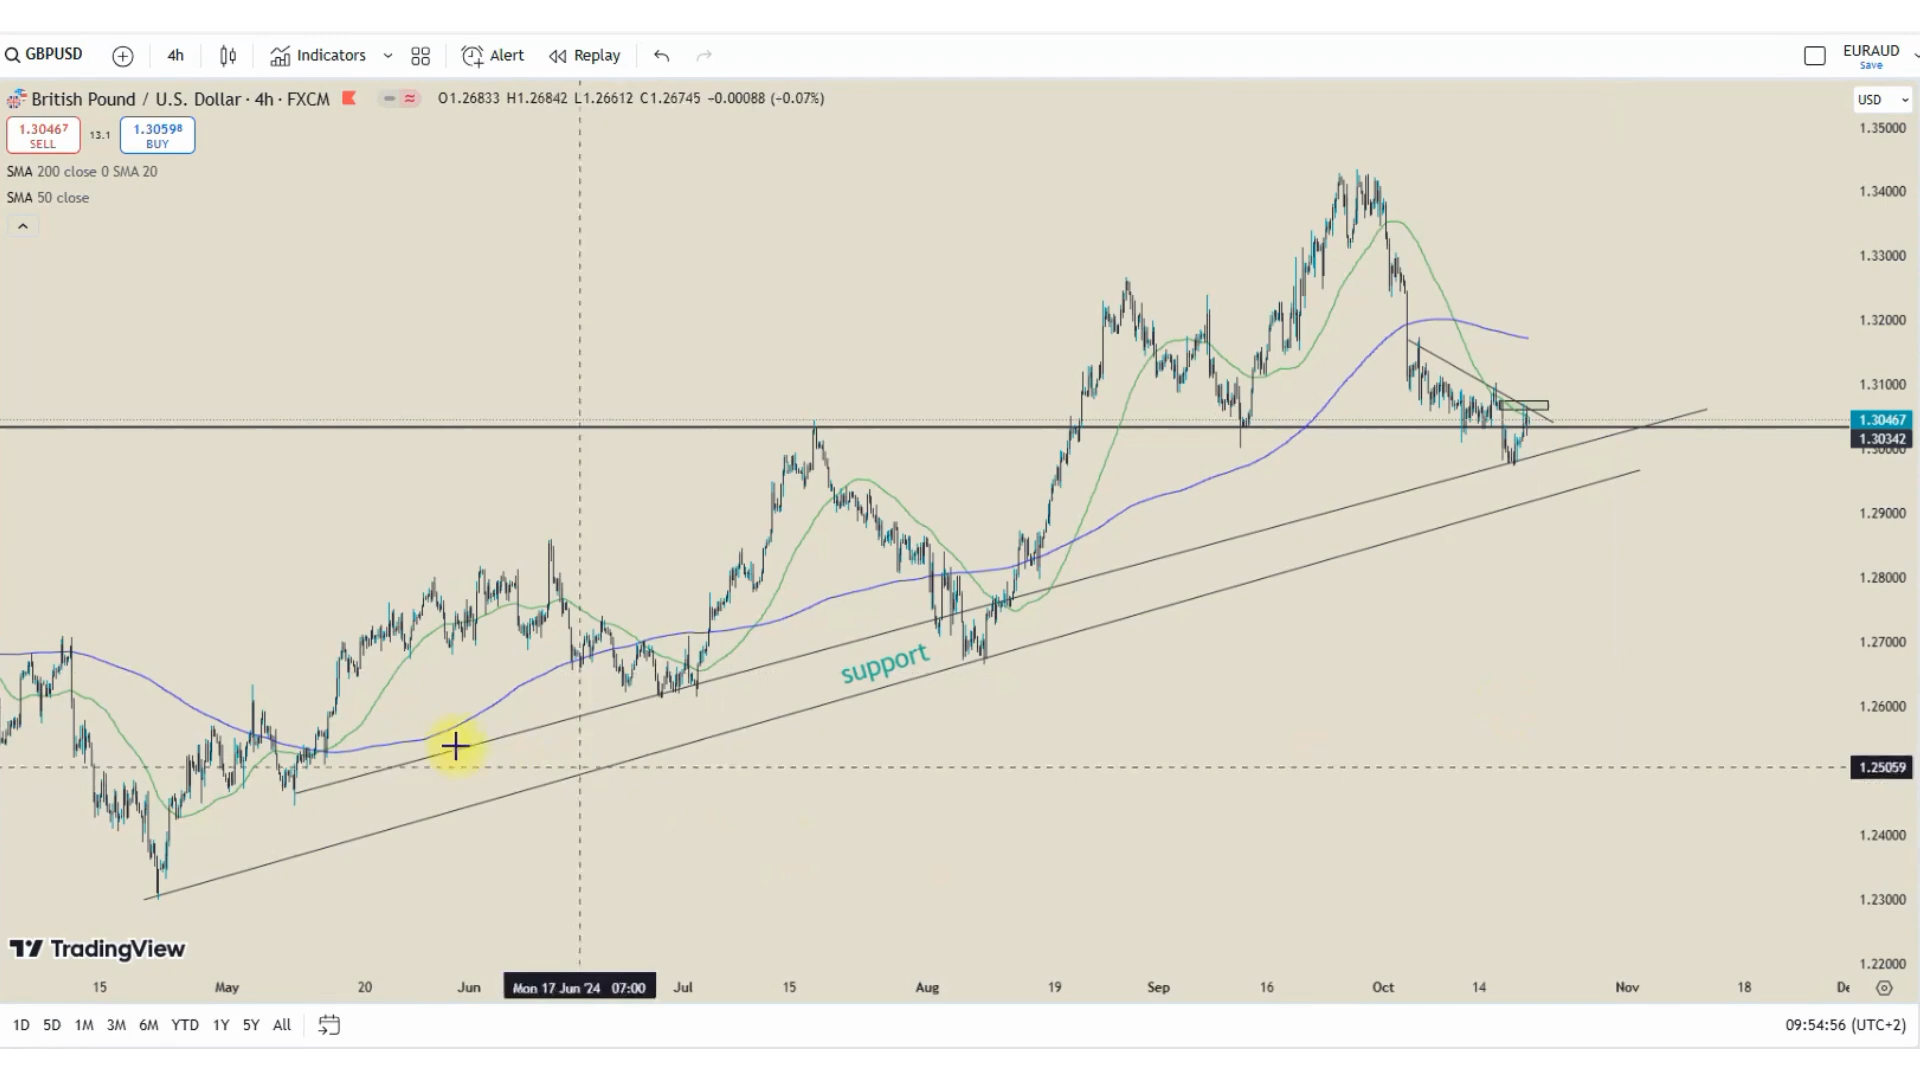 GBPUSD 4h Indicators Alert Replay EURAUD
Save
British Pound / U.S. Dollar · 4h · FXCM O1.26833 H1.26842 L1.26612 C1.26745 −0.00088 (−0.07%) USD
1.30467 13.1 1.30598
SELL BUY
SMA 200 close 0 SMA 20
SMA 50 close
1.35000
1.34000
1.33000
1.32000
1.31000
1.30467
1.30342
1.30000
1.29000
1.28000
1.27000
support
1.26000
1.25059
1.24000
1.23000
TradingView
1.22000
15 May 20 Jun Mon 17 Jun '24 07:00 Jul 15 Aug 19 Sep 16 Oct 14 Nov 18 De
1D 5D 1M 3M 6M YTD 1Y 5Y All 09:54:56 (UTC+2)